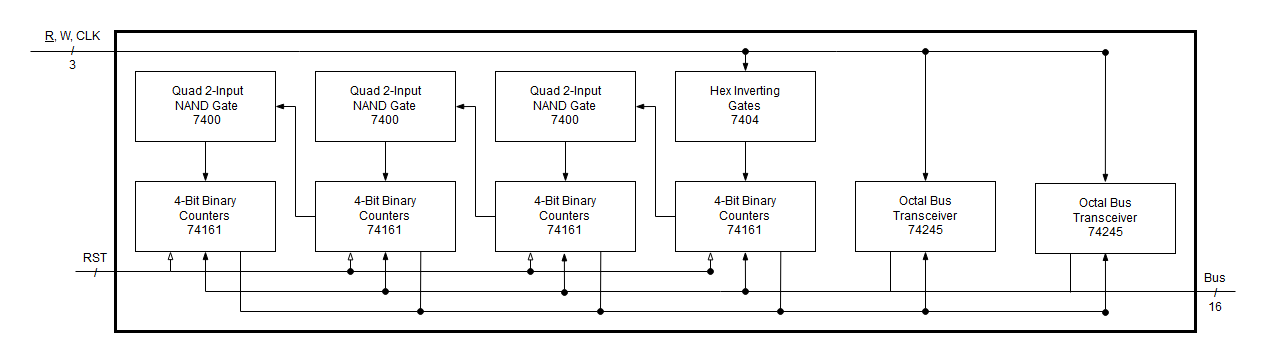 R, W, CLK
3
Quad 2-Input
NAND Gate
7400
Quad 2-Input
NAND Gate
7400
Quad 2-Input
NAND Gate
7400
Hex Inverting
Gates
7404
4-Bit Binary
Counters
74161
4-Bit Binary
Counters
74161
4-Bit Binary
Counters
74161
4-Bit Binary
Counters
74161
Octal Bus
Transceiver
74245
Octal Bus
Transceiver
74245
RST
Bus
16